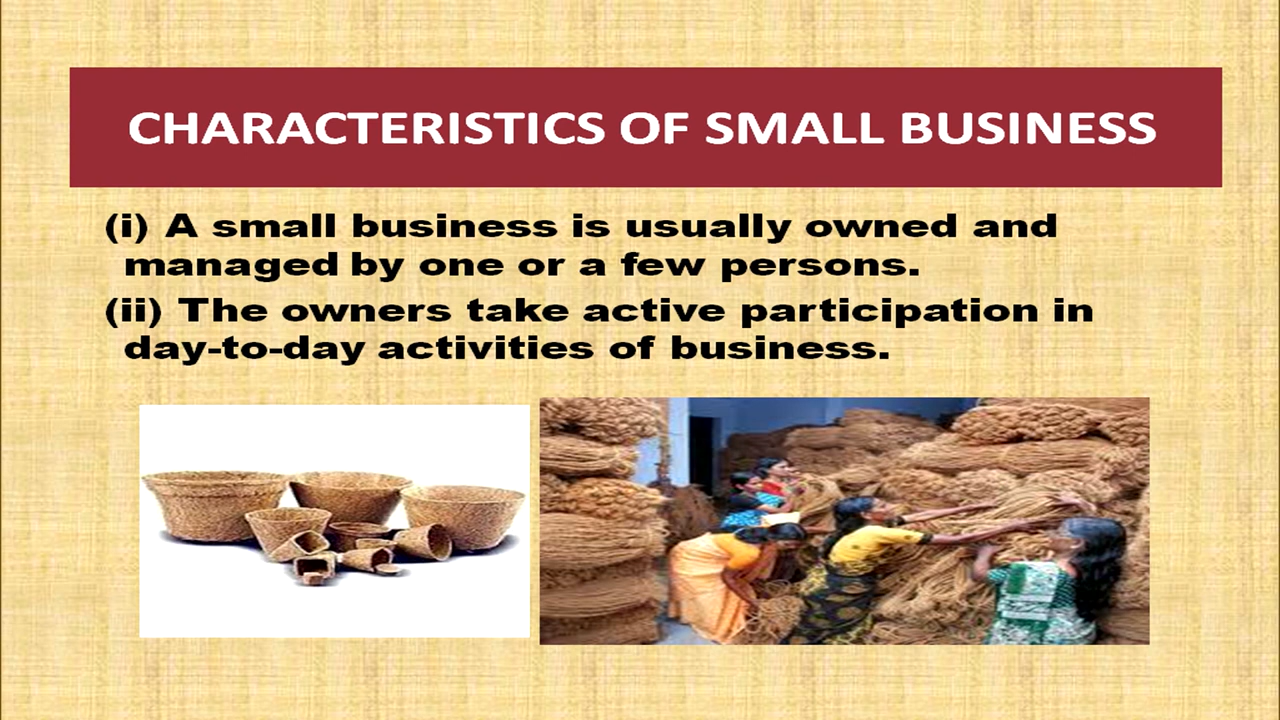 CHARACTERISTICS OF SMALL BUSINESS
(i) A small business is usually owned and
managed by one or a few persons.
(ii) The owners take active participation in
day-to-day activities of business.